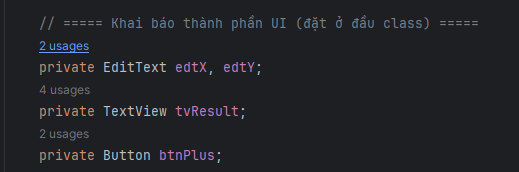 // ===== Khai báo thành phần UI (đặt ở đầu class) =====
2 usages
private EditText edtX, edtY;
4 usages
private TextView tvResult;
2 usages
private Button btnPlus;